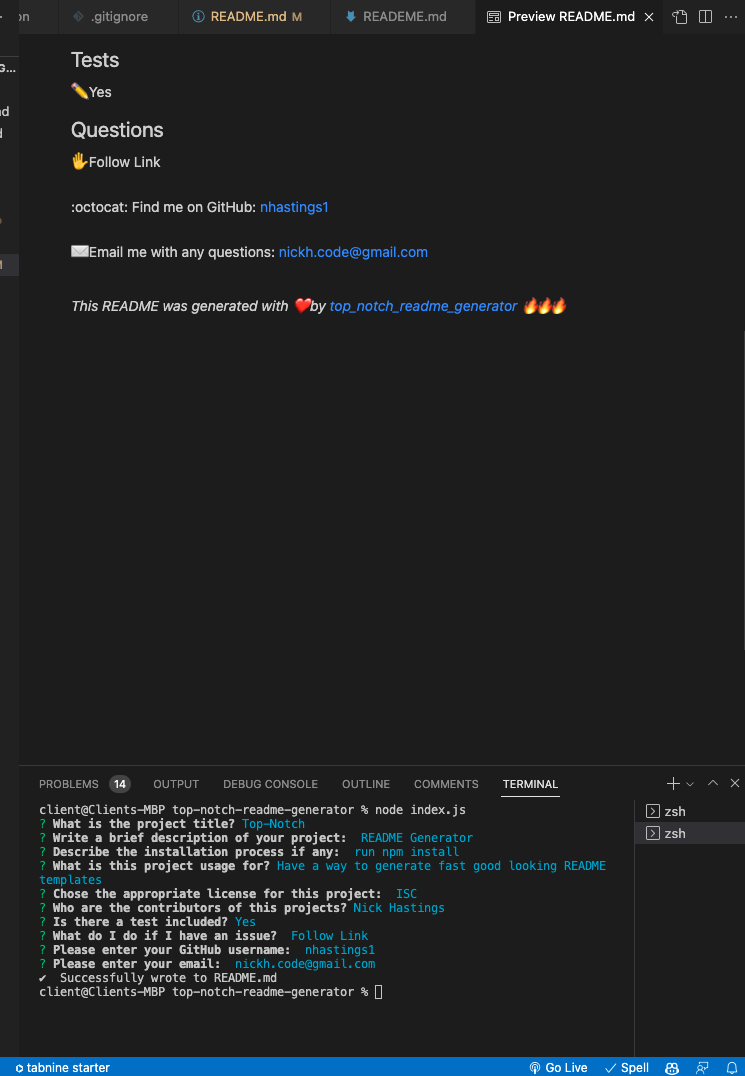 on .gitignore README.md M READEME.md Preview README.md
G...
Tests
✏️Yes
Questions
✋Follow Link
:octocat: Find me on GitHub: nhastings1
✉️Email me with any questions: nickh.code@gmail.com
This README was generated with ❤️by top_notch_readme_generator 🔥🔥🔥
PROBLEMS 14 OUTPUT DEBUG CONSOLE OUTLINE COMMENTS TERMINAL
client@Clients-MBP top-notch-readme-generator % node index.js
? What is the project title? Top-Notch
? Write a brief description of your project: README Generator
? Describe the installation process if any: run npm install
? What is this project usage for? Have a way to generate fast good looking README
templates
? Chose the appropriate license for this project: ISC
? Who are the contributors of this projects? Nick Hastings
? Is there a test included? Yes
? What do I do if I have an issue? Follow Link
? Please enter your GitHub username: nhastings1
? Please enter your email: nickh.code@gmail.com
✔ Successfully wrote to README.md
client@Clients-MBP top-notch-readme-generator %
zsh
zsh
tabnine starter Go Live Spell